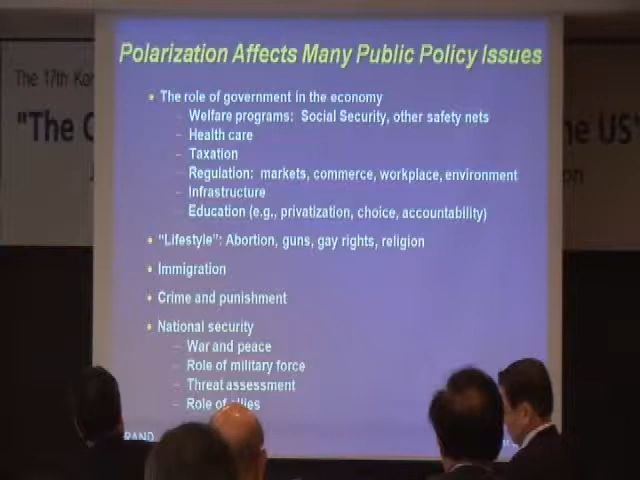 Polarization Affects Many Public Policy Issues
The 17th
"The
he US"
on
• The role of government in the economy
– Welfare programs: Social Security, other safety nets
– Health care
– Taxation
– Regulation: markets, commerce, workplace, environment
– Infrastructure
– Education (e.g., privatization, choice, accountability)
• "Lifestyle": Abortion, guns, gay rights, religion
• Immigration
• Crime and punishment
• National security
– War and peace
– Role of military force
– Threat assessment
– Role of allies
RAND